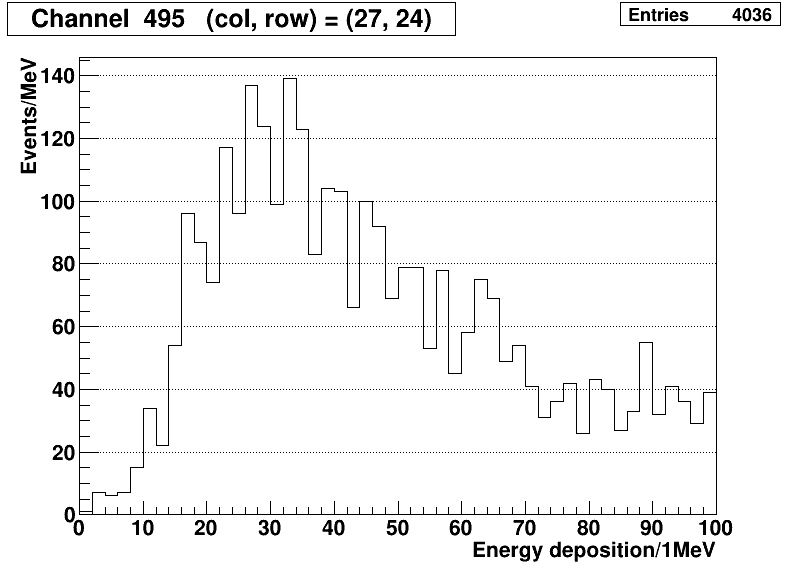 Channel 495 (col, row) = (27, 24)
Entries 4036
Events/MeV
140
120
100
80
60
40
20
0
0 10 20 30 40 50 60 70 80 90 100
Energy deposition/1MeV